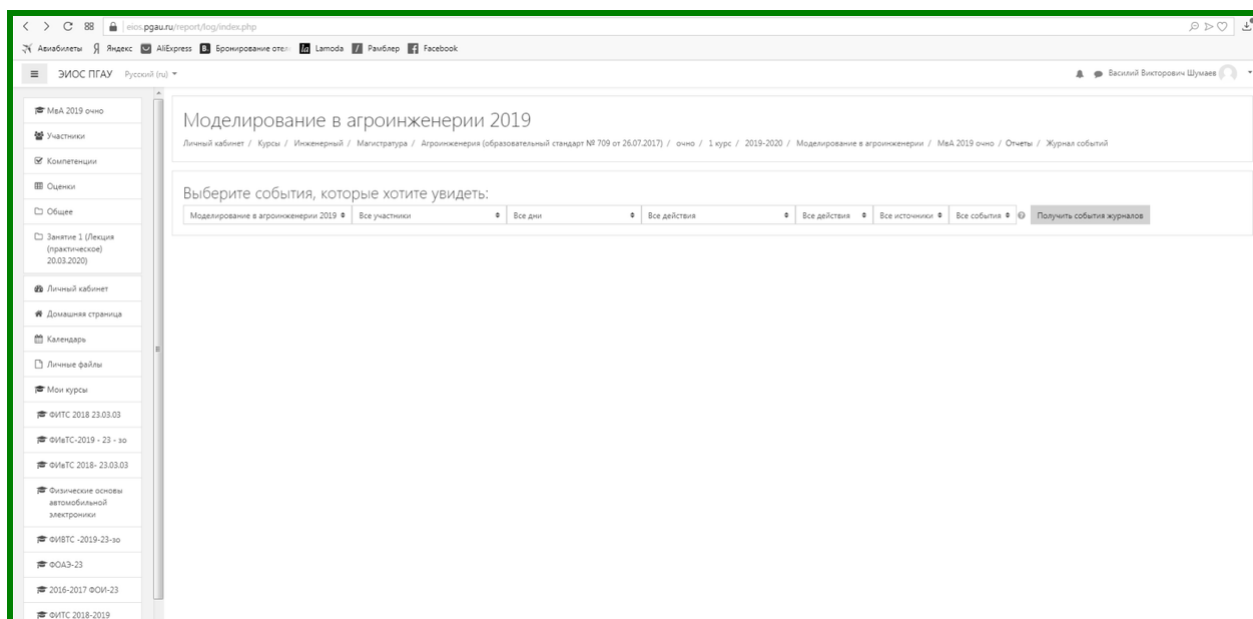 eios.pgau.ru/report/log/index.php
Авиабилеты Яндекс AliExpress Бронирование отел Lamoda Рамблер Facebook
ЭИОС ПГАУ Русский (ru)
Василий Викторович Шумаев
МвА 2019 очно
Участники
Компетенции
Оценки
Общее
Занятие 1 (Лекция
(практическое)
20.03.2020)
Личный кабинет
Домашняя страница
Календарь
Личные файлы
Мои курсы
ФИТС 2018 23.03.03
ФИвТС-2019 - 23 - зо
ФИвТС 2018- 23.03.03
Физические основы
автомобильной
электроники
ФИВТС -2019-23-зо
ФОАЭ-23
2016-2017 ФОИ-23
ФИТС 2018-2019
Моделирование в агроинженерии 2019
Личный кабинет / Курсы / Инженерный / Магистратура / Агроинженерия (образовательный стандарт № 709 от 26.07.2017) / очно / 1 курс / 2019-2020 / Моделирование в агроинженерии / МвА 2019 очно / Отчеты / Журнал событий
Выберите события, которые хотите увидеть:
Моделирование в агроинженерии 2019 Все участники Все дни Все действия Все действия Все источники Все события Получить события журналов